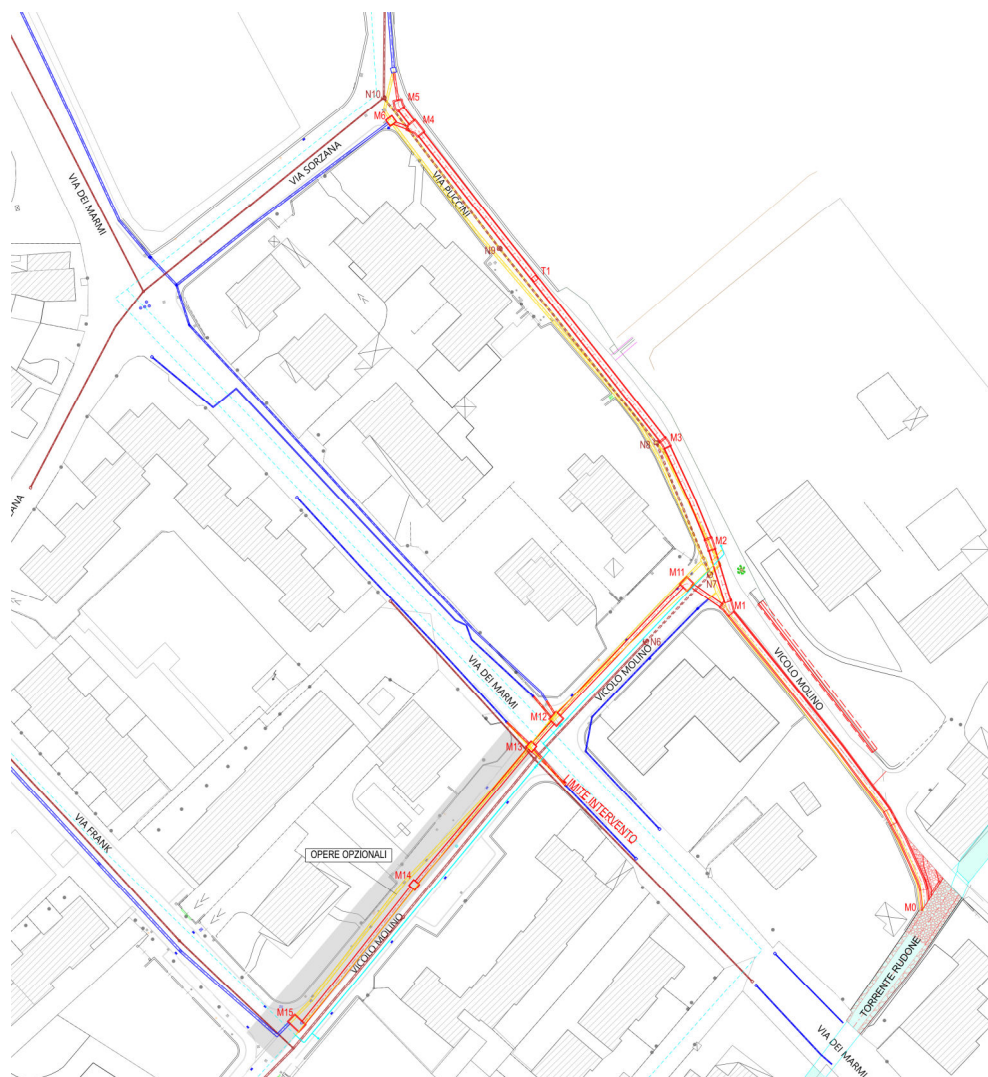 M5
N10
M6
M4
VIA SORZANA
VIA PUCCINI
VIA DEI MARMI
N9
T1
M3
N8
M2
M11
N7
M1
N6
VICOLO MOLINO
VICOLO MOLINO
VIA DEI MARMI
M12
M13
LIMITE INTERVENTO
VIA FRANK
OPERE OPZIONALI
M14
VICOLO MOLINO
M0
TORRENTE RUDONE
M15
VIA DEI MARMI